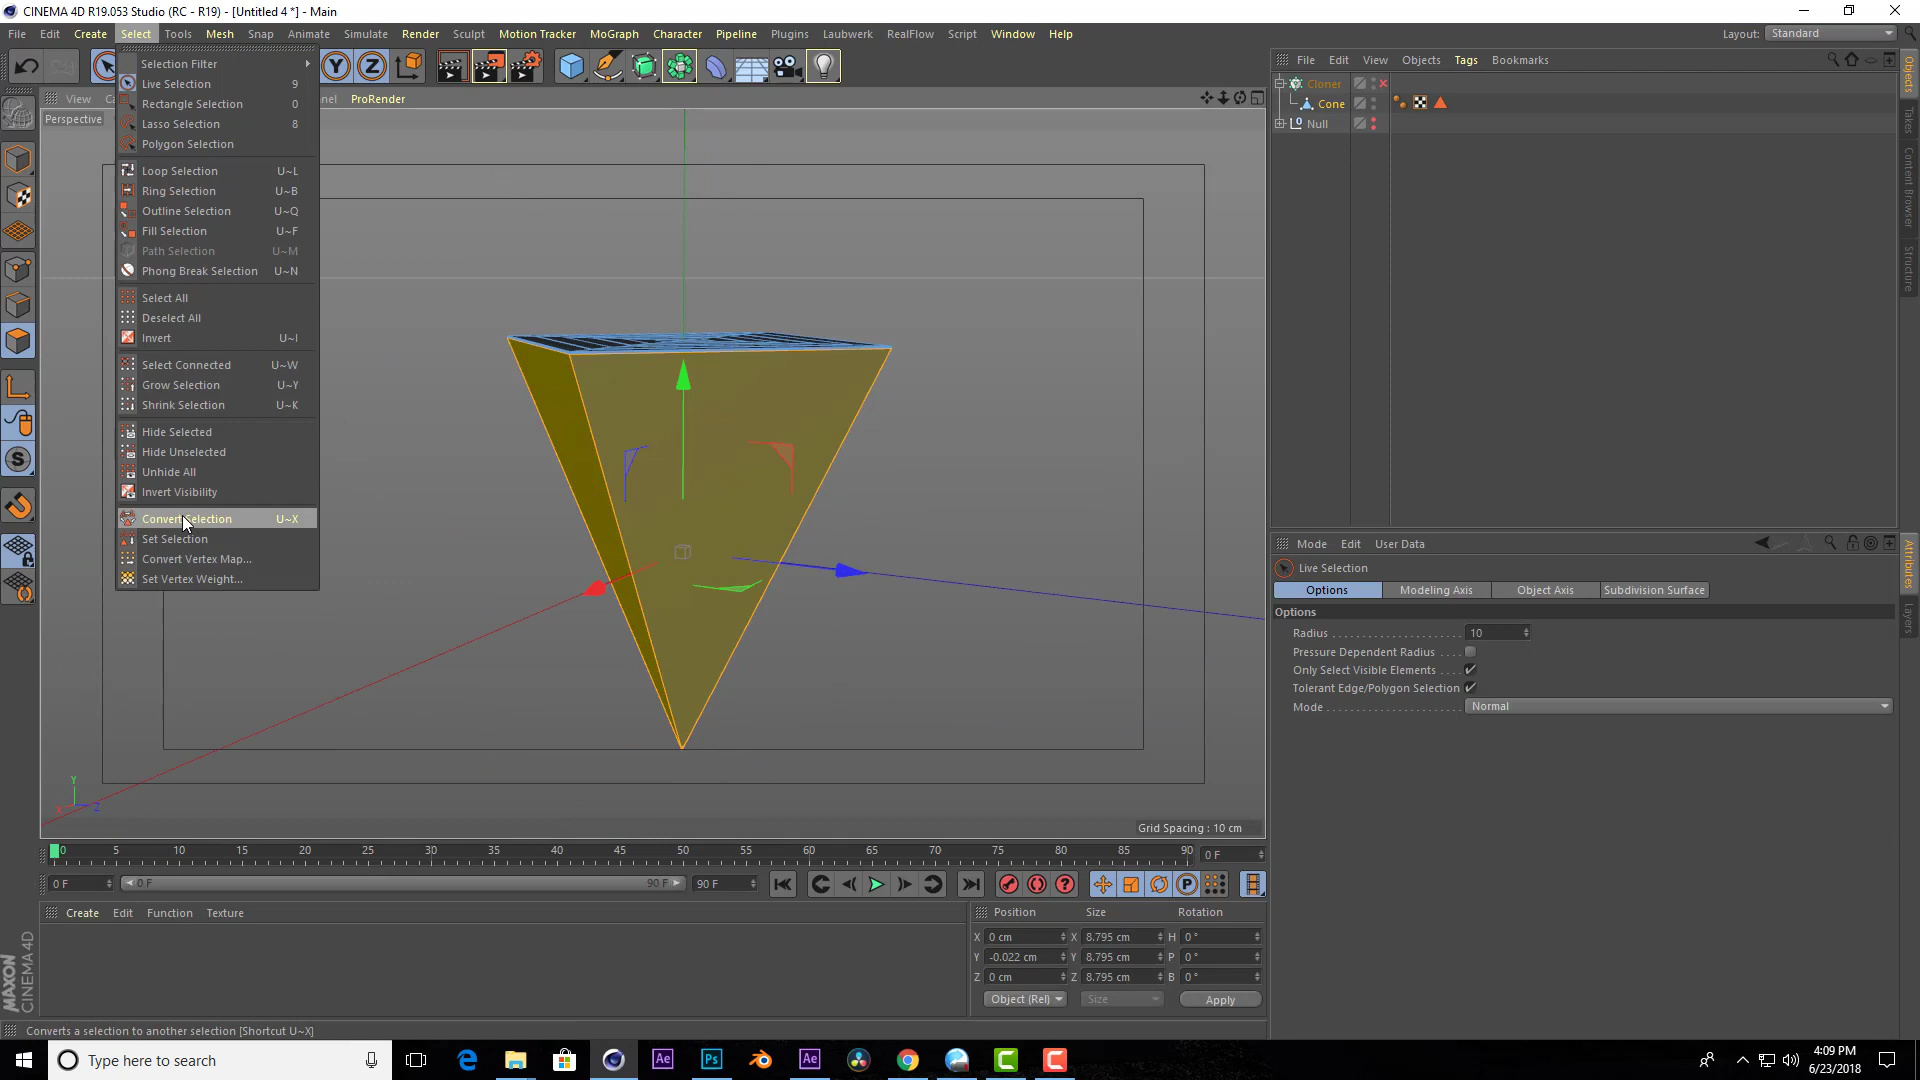 CINEMA 4D R19.053 Studio (RC - R19) - [Untitled 4 *] - Main
File Edit Create Select Tools Mesh Snap Animate Simulate Render Sculpt Motion Tracker MoGraph Character Pipeline Plugins Laubwerk RealFlow Script Window Help Layout: Standard
View ProRender
Perspective
Selection Filter
Live Selection 9
Rectangle Selection 0
Lasso Selection 8
Polygon Selection
Loop Selection U~L
Ring Selection U~B
Outline Selection U~Q
Fill Selection U~F
Path Selection U~M
Phong Break Selection U~N
Select All
Deselect All
Invert U~I
Select Connected U~W
Grow Selection U~Y
Shrink Selection U~K
Hide Selected
Hide Unselected
Unhide All
Invert Visibility
Convert Selection U~X
Set Selection
Convert Vertex Map...
Set Vertex Weight...
Y
X Z
Grid Spacing : 10 cm
File Edit View Objects Tags Bookmarks
Cloner
Cone
Null
Objects
Takes
Content Browser
Structure
Mode Edit User Data
Live Selection
Options Modeling Axis Object Axis Subdivision Surface
Options
Radius 10
Pressure Dependent Radius
Only Select Visible Elements
Tolerant Edge/Polygon Selection
Mode Normal
Attributes
Layers
0 5 10 15 20 25 30 35 40 45 50 55 60 65 70 75 80 85 90 0 F
0 F 0 F 90 F 90 F
Create Edit Function Texture
Position Size Rotation
X 0 cm X 8.795 cm H 0 °
Y -0.022 cm Y 8.795 cm P 0 °
Z 0 cm Z 8.795 cm B 0 °
Object (Rel) Size Apply
MAXON
CINEMA 4D
Converts a selection to another selection [Shortcut U~X]
Type here to search
4:09 PM
6/23/2018